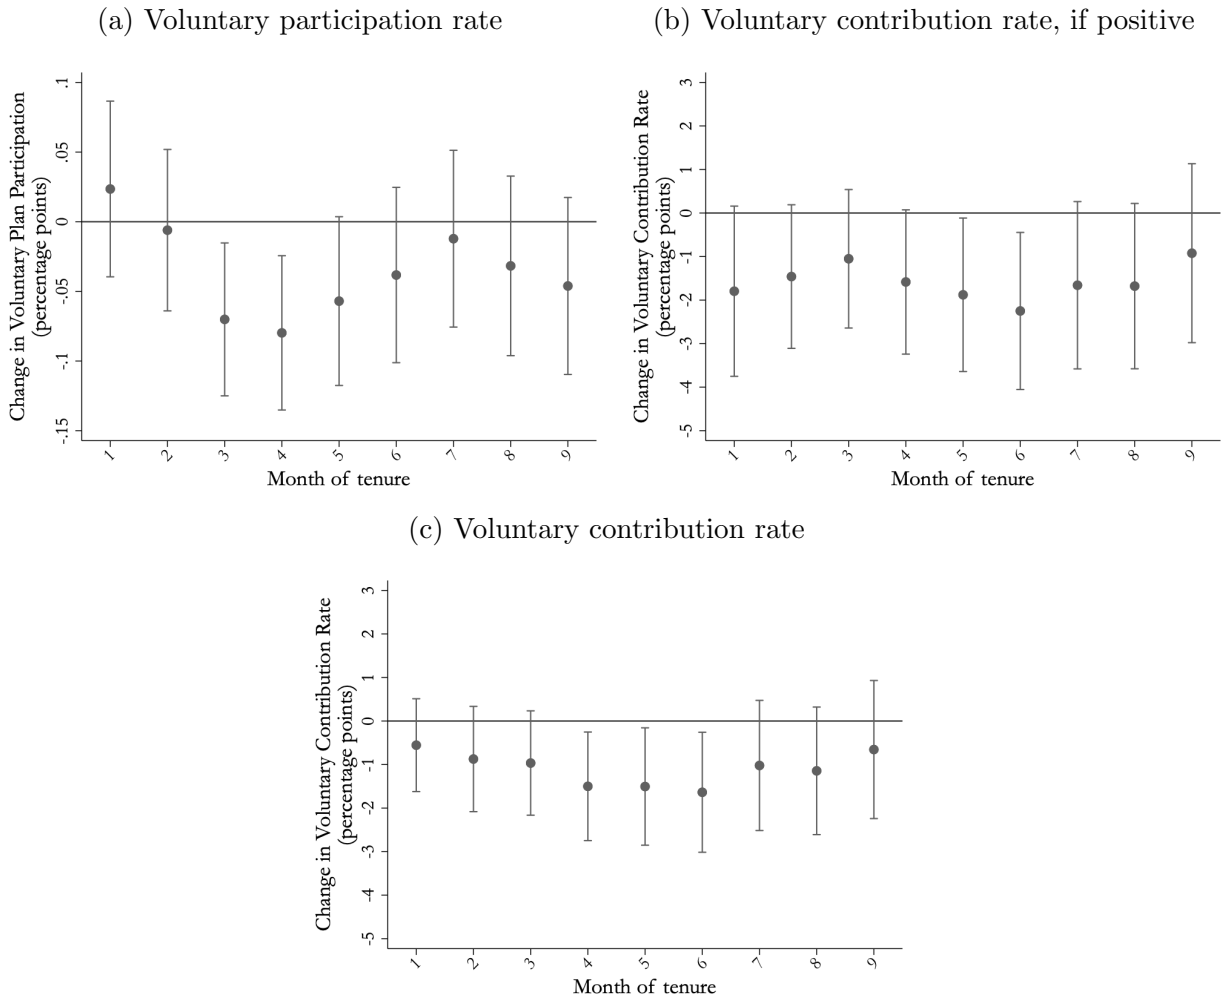 (a) Voluntary participation rate
Change in Voluntary Plan Participation
(percentage points)
.1
.05
0
-.05
-.1
-.15
1 2 3 4 5 6 7 8 9
Month of tenure
(b) Voluntary contribution rate, if positive
Change in Voluntary Contribution Rate
(percentage points)
3
2
1
0
-1
-2
-3
-4
-5
1 2 3 4 5 6 7 8 9
Month of tenure
(c) Voluntary contribution rate
Change in Voluntary Contribution Rate
(percentage points)
3
2
1
0
-1
-2
-3
-4
-5
1 2 3 4 5 6 7 8 9
Month of tenure